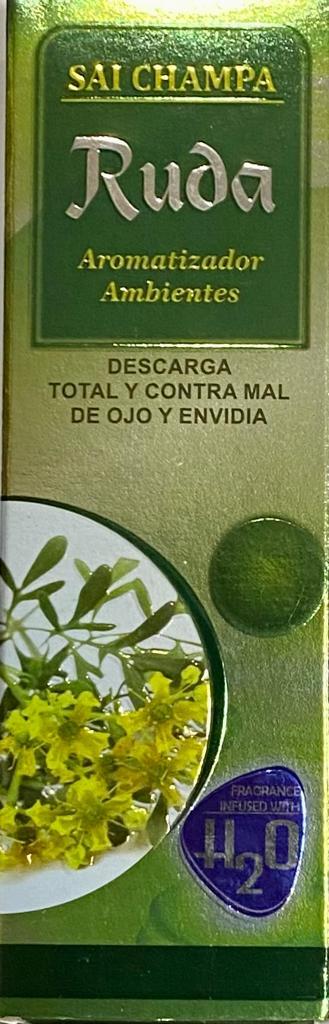 SAI CHAMPA
Ruda
Aromatizador
Ambientes
DESCARGA
TOTAL Y CONTRA MAL
DE OJO Y ENVIDIA
FRAGRANCE
INFUSED WITH
H2O